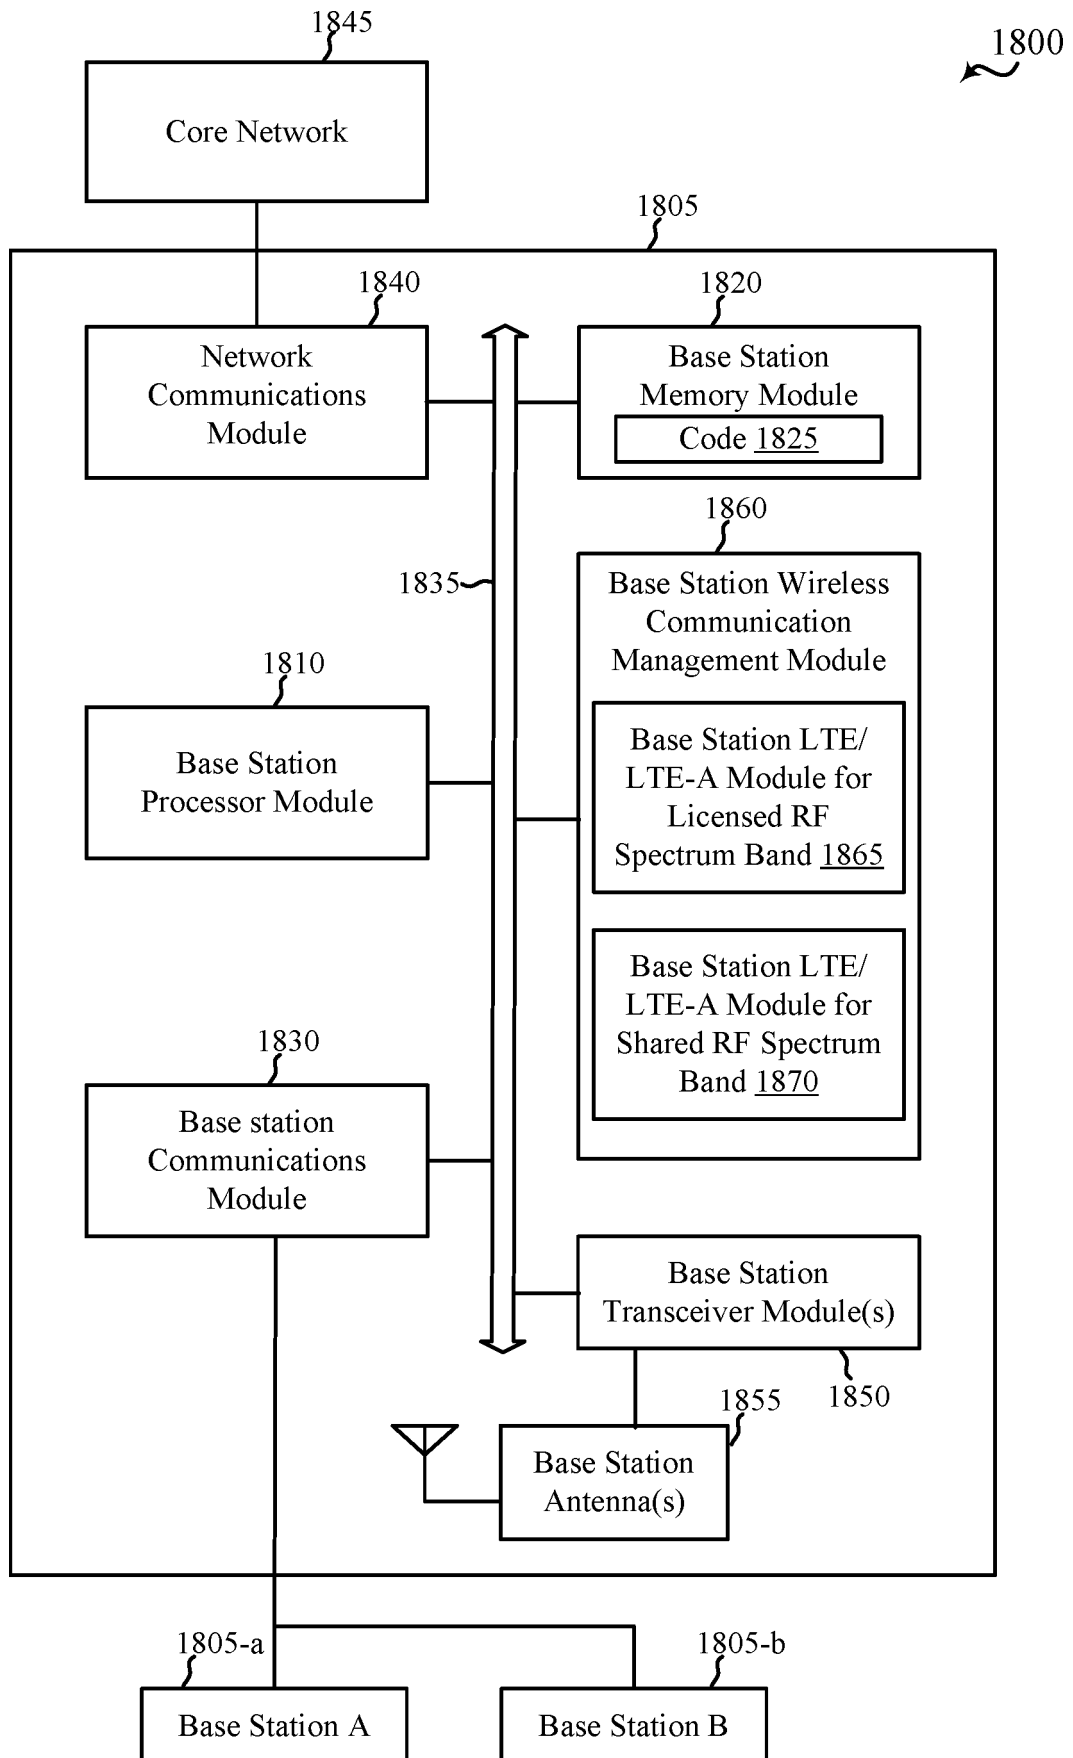 1845
1800
Core Network
1805
1840
1820
Network
Communications
Module
Base Station
Memory Module
Code 1825
1860
1835
Base Station Wireless
Communication
Management Module
1810
Base Station
Processor Module
Base Station LTE/
LTE-A Module for
Licensed RF
Spectrum Band 1865
Base Station LTE/
LTE-A Module for
Shared RF Spectrum
Band 1870
1830
Base station
Communications
Module
Base Station
Transceiver Module(s)
1850
1855
Base Station
Antenna(s)
1805-a
1805-b
Base Station A
Base Station B